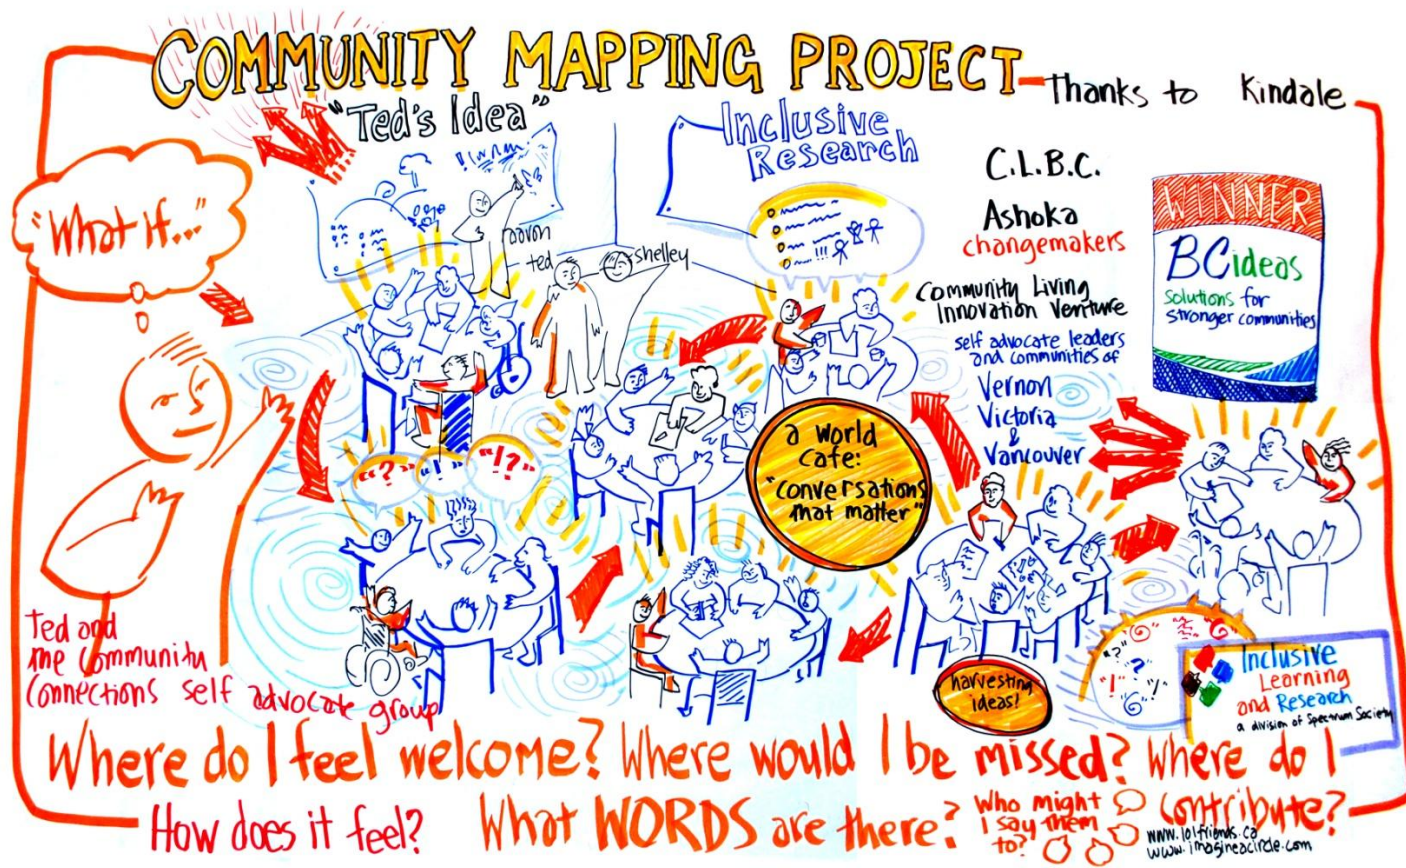 COMMUNITY MAPPING PROJECT
Thanks to Kindale
"Ted's Idea"
Inclusive
Research
"What if..."
aaron
ted
shelley
C.L.B.C.
Ashoka
changemakers
Community Living
Innovation Venture
self advocate leaders
and communities of
Vernon
Victoria
&
Vancouver
WINNER
BCideas
solutions for
stronger communities
!!!
"?"
"!"
"!?"
a world
cafe:
"conversations
that matter"
harvesting
ideas!
"?"
?
"!"
Inclusive
Learning
and Research
a division of Spectrum Society
Ted and
the Community
Connections self advocate group
Where do I feel welcome? Where would I be missed? Where do I
contribute?
How does it feel?
What WORDS are there?
Who might
I say them
to?
www.lolfriends.ca
www.imagineacircle.com